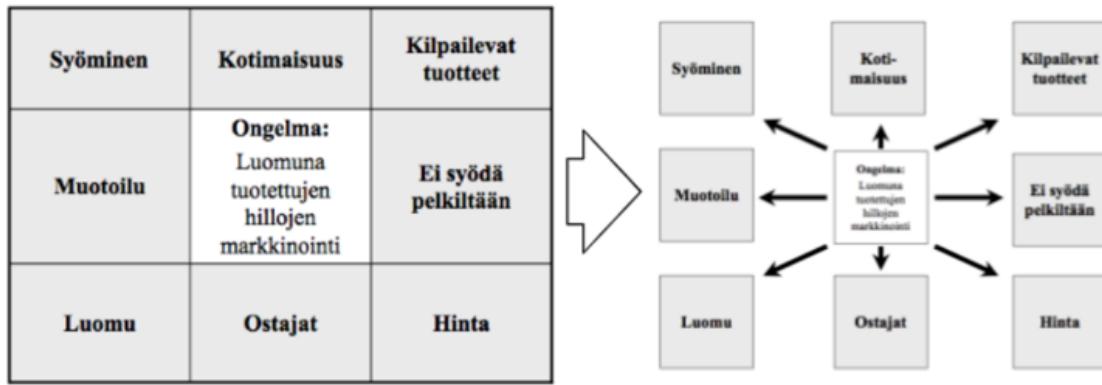 Syöminen
Kotimaisuus
Kilpailevat
tuotteet
Muotoilu
Ongelma:
Luomuna
tuotettujen
hillojen
markkinointi
Ei syödä
pelkiltään
Luomu
Ostajat
Hinta
Syöminen
Koti-
maisuus
Kilpailevat
tuotteet
Muotoilu
Ongelma:
Luomuna
tuotettujen
hillojen
markkinointi
Ei syödä
pelkiltään
Luomu
Ostajat
Hinta